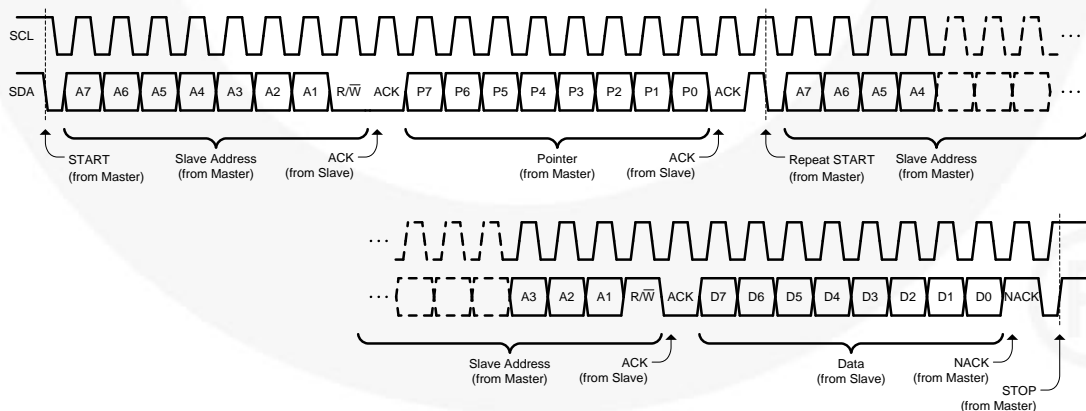 SCL
SDA A7 A6 A5 A4 A3 A2 A1 R/W̅ ACK P7 P6 P5 P4 P3 P2 P1 P0 ACK A7 A6 A5 A4 ···
START
(from Master)
Slave Address
(from Master)
ACK
(from Slave)
Pointer
(from Master)
ACK
(from Slave)
Repeat START
(from Master)
Slave Address
(from Master)
··· A3 A2 A1 R/W̅ ACK D7 D6 D5 D4 D3 D2 D1 D0 NACK
Slave Address
(from Master)
ACK
(from Slave)
Data
(from Slave)
NACK
(from Master)
STOP
(from Master)